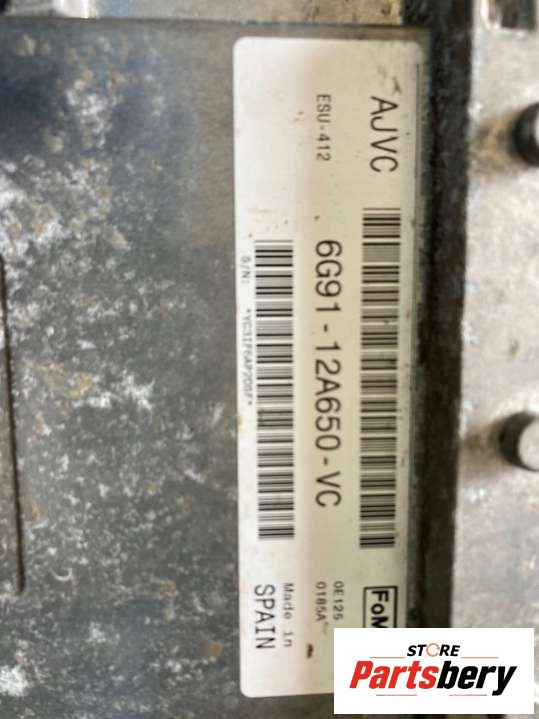 AJVC
ESU-412
6G91-12A650-VC
S/N:
0E125
0185A
FoM
Made in
SPAIN
STORE
Partsbery